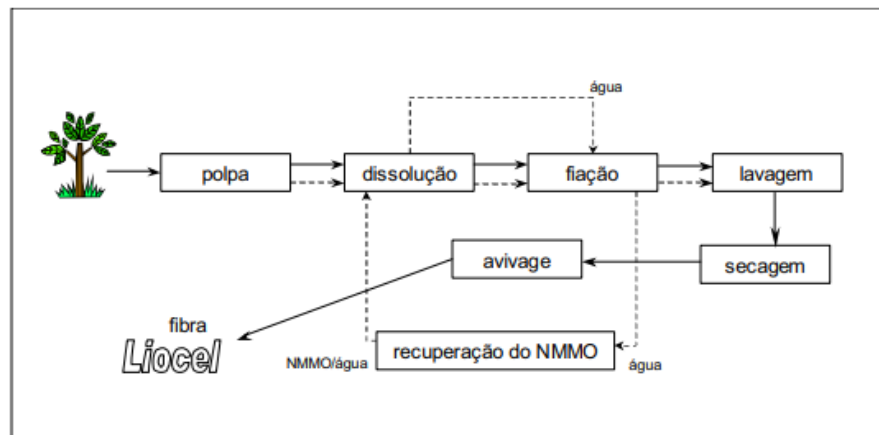 água
polpa
dissolução
fiação
lavagem
avivage
secagem
fibra
Liocel
NMMO/água
recuperação do NMMO
água